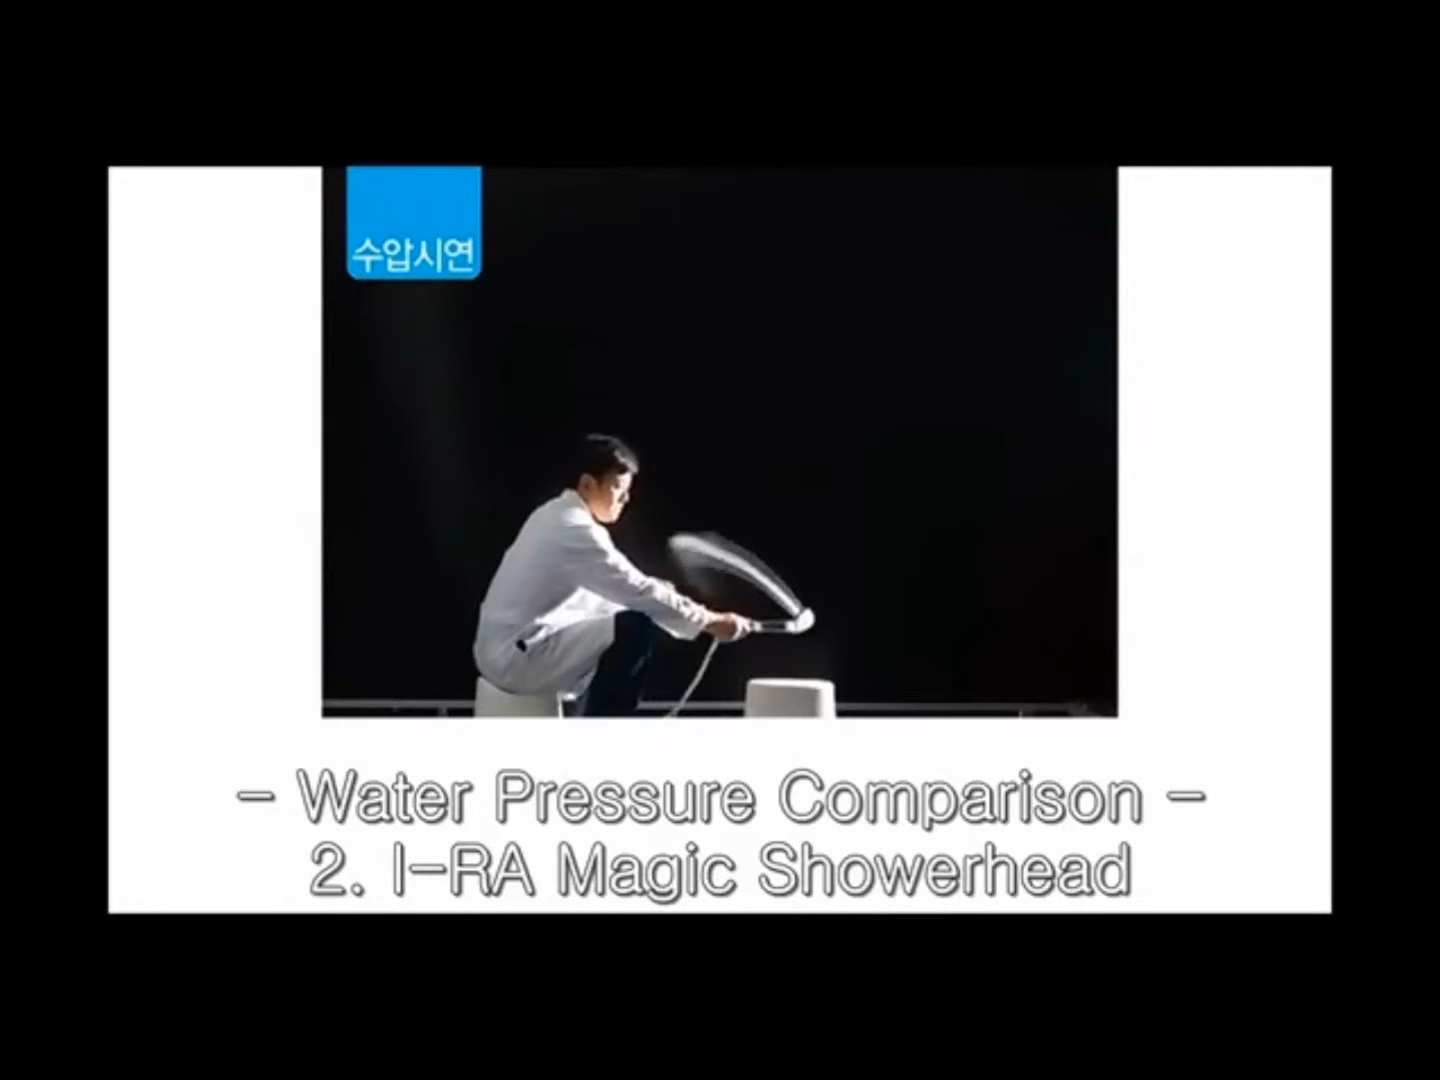 수압시연
- Water Pressure Comparison -
2. I-RA Magic Showerhead